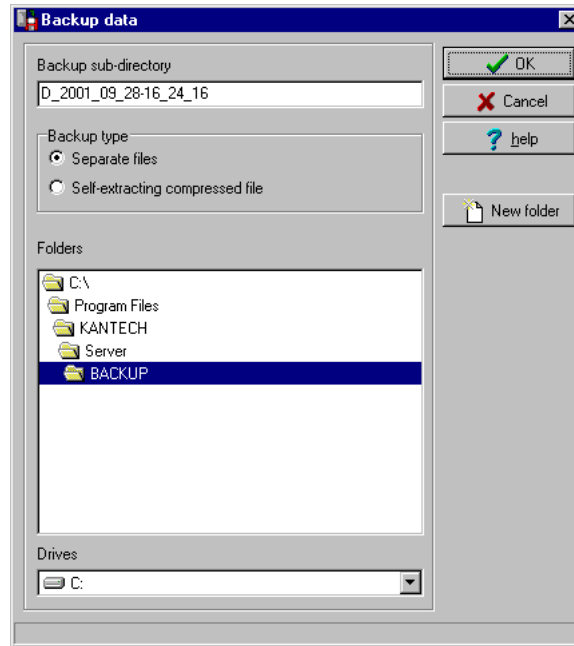 Backup data
Backup sub-directory
D_2001_09_28-16_24_16
Backup type
Separate files
Self-extracting compressed file
Folders
C:\
Program Files
KANTECH
Server
BACKUP
Drives
C:
OK
Cancel
help
New folder